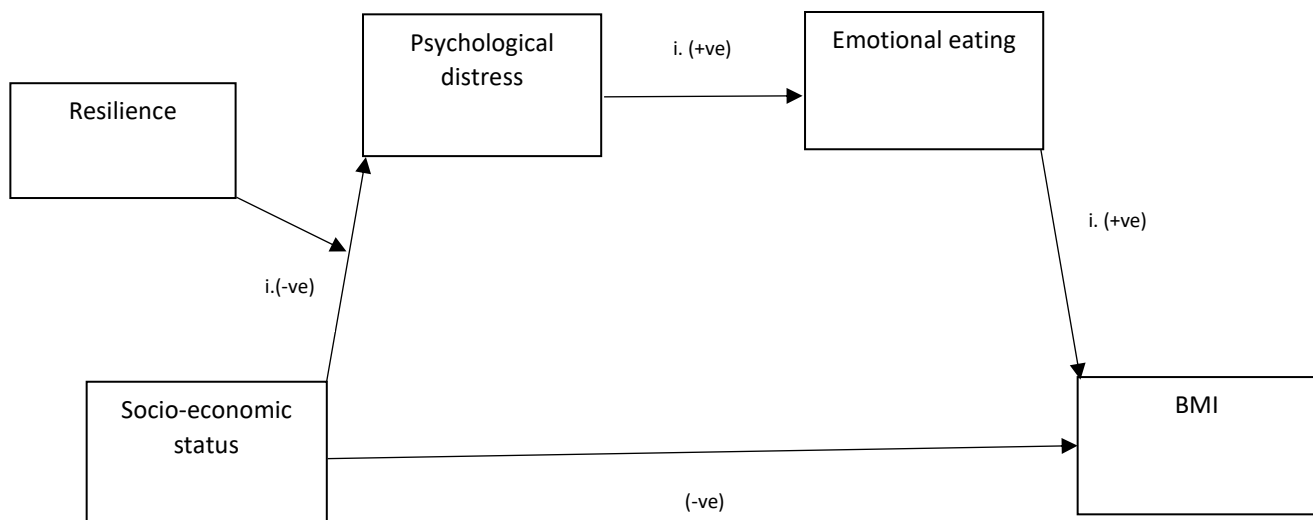 Psychological
distress
i. (+ve)
Emotional eating
Resilience
i. (+ve)
i.(-ve)
Socio-economic
status
BMI
(-ve)